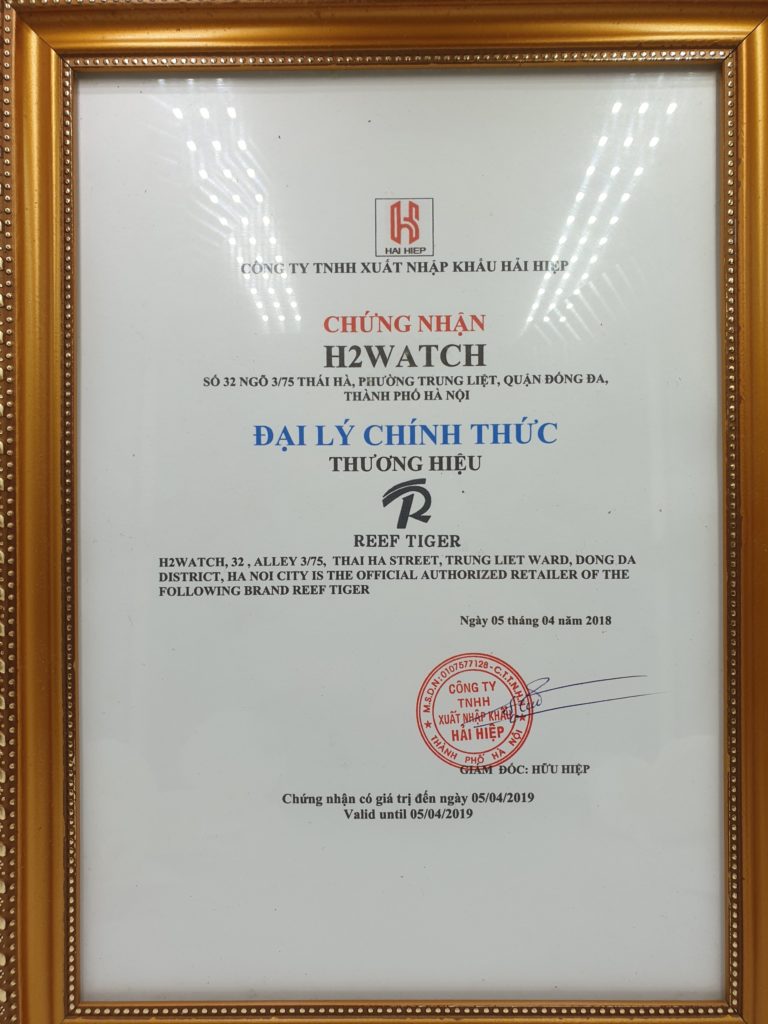 HAI HIEP
CÔNG TY TNHH XUẤT NHẬP KHẨU HẢI HIỆP
CHỨNG NHẬN
H2WATCH
SỐ 32 NGÕ 3/75 THÁI HÀ, PHƯỜNG TRUNG LIỆT, QUẬN ĐỐNG ĐA,
THÀNH PHỐ HÀ NỘI
ĐẠI LÝ CHÍNH THỨC
THƯƠNG HIỆU
REEF TIGER
H2WATCH, 32 , ALLEY 3/75, THAI HA STREET, TRUNG LIET WARD, DONG DA
DISTRICT, HA NOI CITY IS THE OFFICIAL AUTHORIZED RETAILER OF THE
FOLLOWING BRAND REEF TIGER
Ngày 05 tháng 04 năm 2018
M.S.D.N: 0107577128 - C.T.T.N.H.H
CÔNG TY
TNHH
XUẤT NHẬP KHẨU
HẢI HIỆP
THÀNH PHỐ HÀ NỘI
GIÁM ĐỐC: HỮU HIỆP
Chứng nhận có giá trị đến ngày 05/04/2019
Valid until 05/04/2019